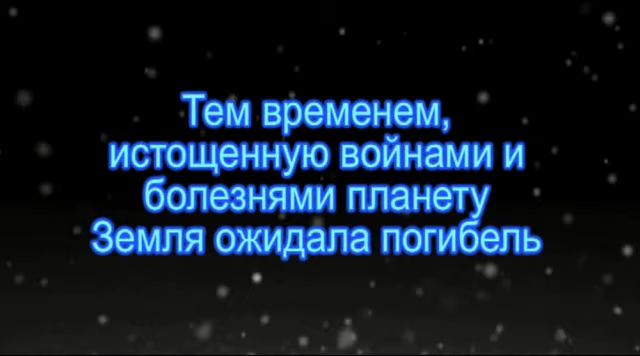 Тем временем,
истощенную войнами и
болезнями планету
Земля ожидала погибель